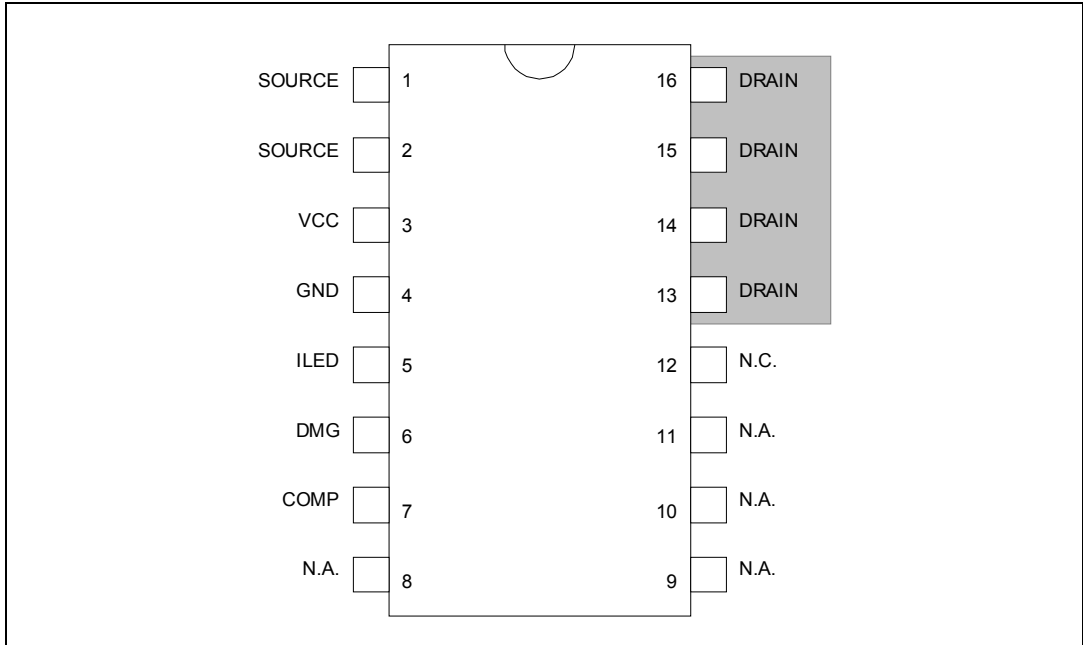 SOURCE 1 16 DRAIN
SOURCE 2 15 DRAIN
VCC 3 14 DRAIN
GND 4 13 DRAIN
ILED 5 12 N.C.
DMG 6 11 N.A.
COMP 7 10 N.A.
N.A. 8 9 N.A.